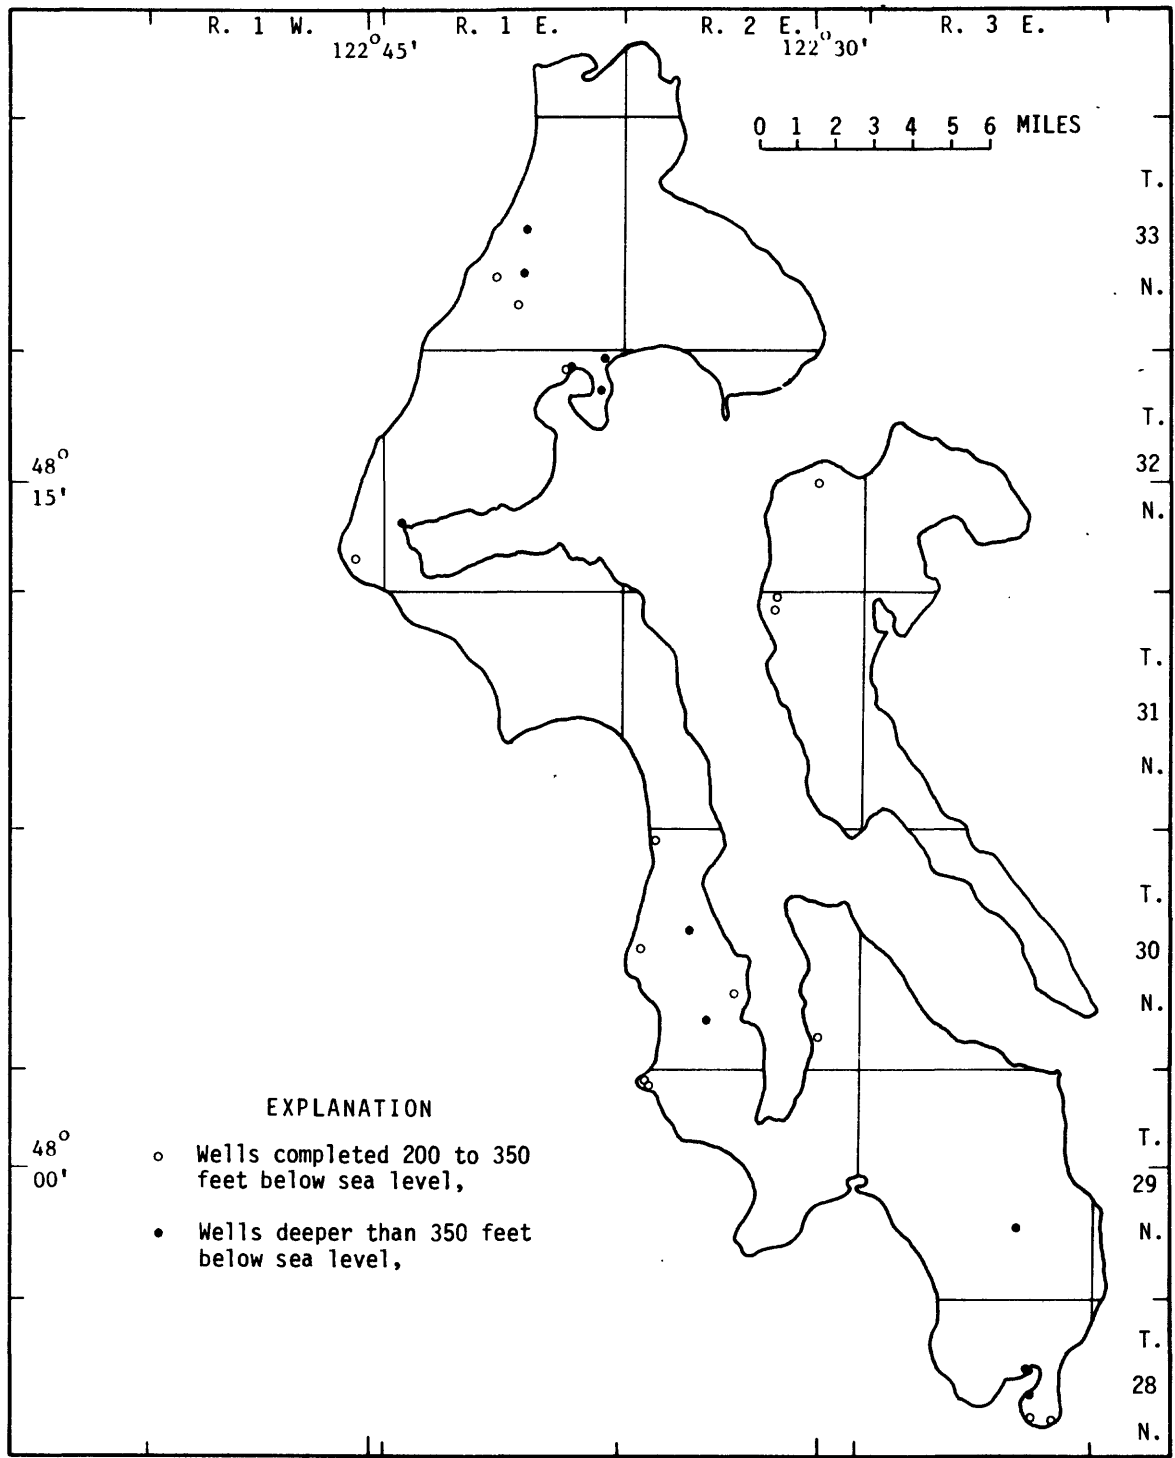 R. 1 W. R. 1 E. R. 2 E. R. 3 E.
122° 45' 122° 30'
0 1 2 3 4 5 6 MILES
T.
33
N.
T.
32
N.
48°
15'
T.
31
N.
T.
30
N.
EXPLANATION
Wells completed 200 to 350
feet below sea level,
Wells deeper than 350 feet
below sea level,
48°
00'
T.
29
N.
T.
28
N.